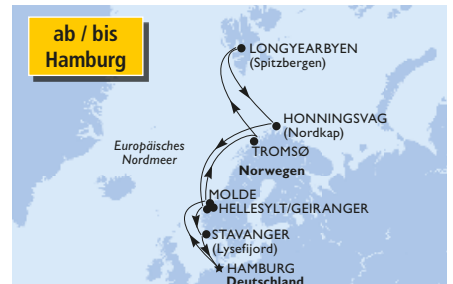 ab / bis
Hamburg
LONGYEARBYEN
(Spitzbergen)
HONNINGSVAG
(Nordkap)
Europäisches
Nordmeer
TROMSØ
Norwegen
MOLDE
HELLESYLT/GEIRANGER
STAVANGER
(Lysefijord)
HAMBURG
Deutschland